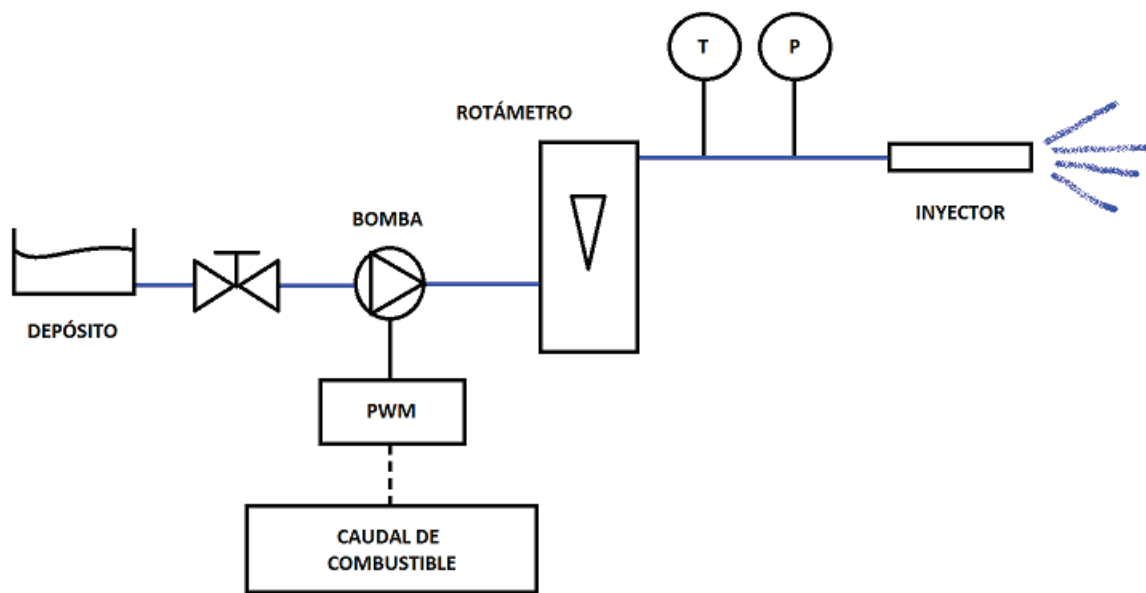 T
P
ROTÁMETRO
INYECTOR
BOMBA
DEPÓSITO
PWM
CAUDAL DE
COMBUSTIBLE